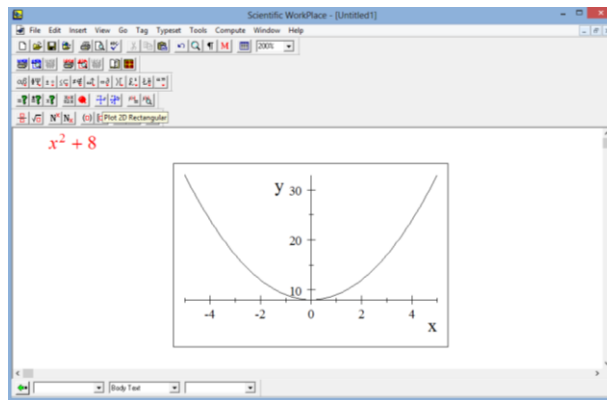 Scientific WorkPlace - [Untitled1]
File Edit Insert View Go Tag Typeset Tools Compute Window Help
200%
Plot 2D Rectangular
x² + 8
y
30
20
10
-4 -2 0 2 4
x
Body Text